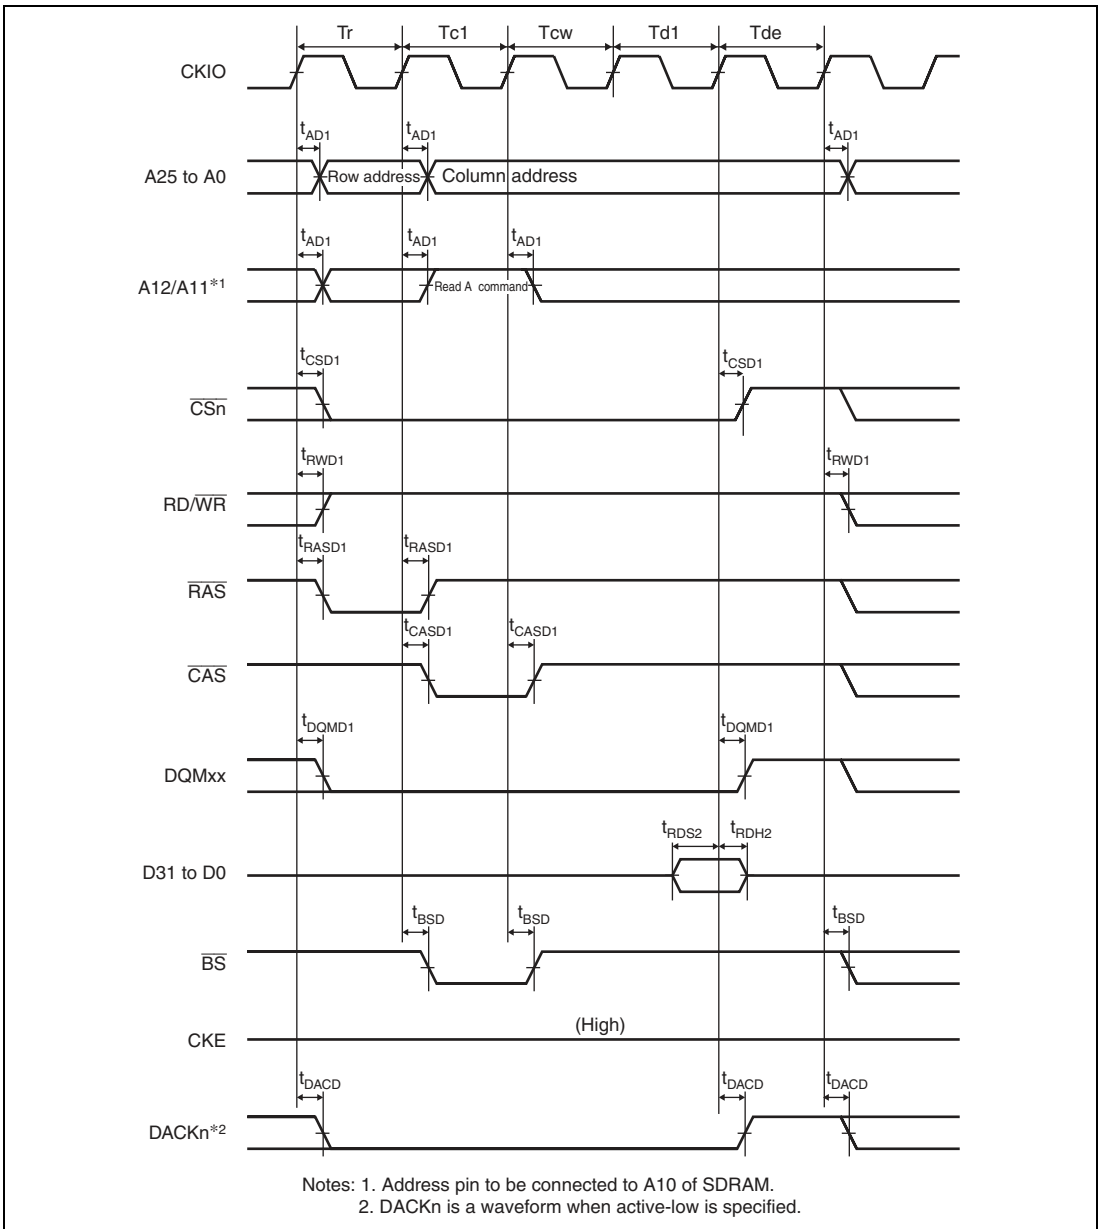 Tr Tc1 Tcw Td1 Tde
CKIO
tAD1 tAD1 tAD1
A25 to A0 Row address Column address
tAD1 tAD1 tAD1
A12/A11*1 Read A command
tCSD1 tCSD1
CSn
tRWD1 tRWD1
RD/WR
tRASD1 tRASD1
RAS
tCASD1 tCASD1
CAS
tDQMD1 tDQMD1
DQMxx
tRDS2 tRDH2
D31 to D0
tBSD tBSD tBSD
BS
(High)
CKE
tDACD tDACD tDACD
DACKn*2
Notes: 1. Address pin to be connected to A10 of SDRAM.
2. DACKn is a waveform when active-low is specified.